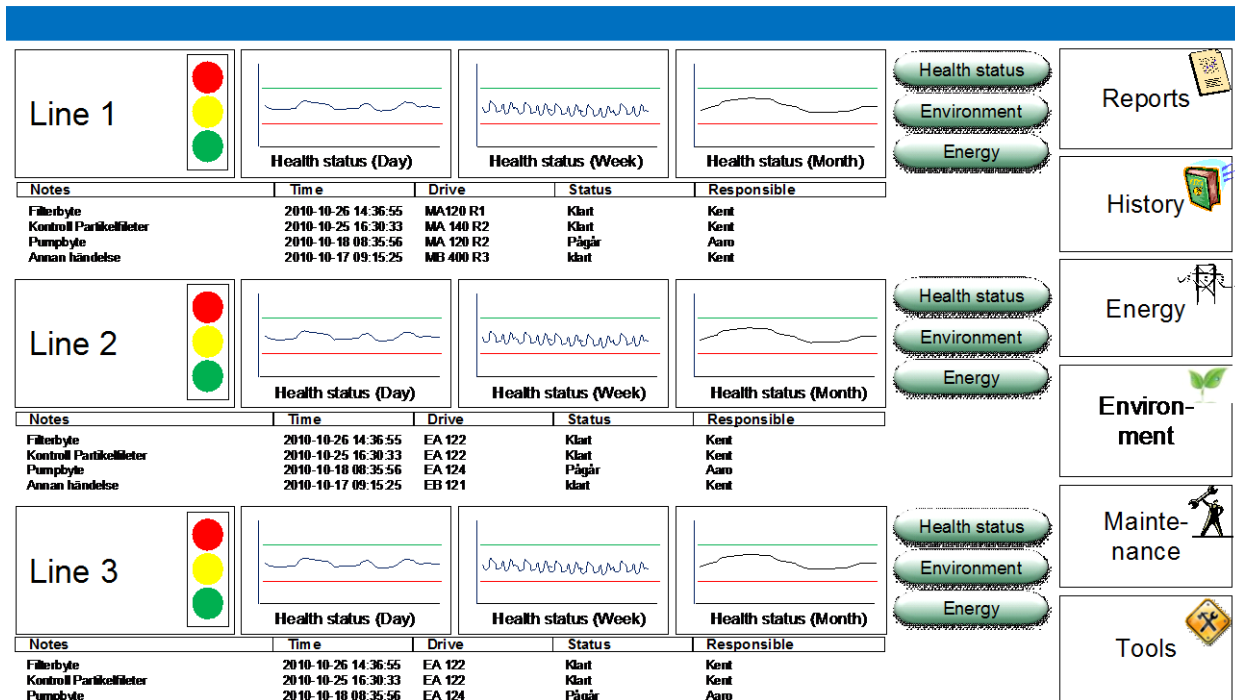 Line 1
Health status (Day)
Health status (Week)
Health status (Month)
Health status
Environment
Energy
Notes Time Drive Status Responsible
Filterbyte 2010-10-26 14:36:55 MA120 R1 Klart Kent
Kontroll Partikelfileter 2010-10-25 16:30:33 MA 140 R2 Klart Kent
Pumpbyte 2010-10-18 08:35:56 MA 120 R2 Pågår Aaro
Annan händelse 2010-10-17 09:15:25 MB 400 R3 klart Kent
Line 2
Health status (Day)
Health status (Week)
Health status (Month)
Health status
Environment
Energy
Notes Time Drive Status Responsible
Filterbyte 2010-10-26 14:36:55 EA 122 Klart Kent
Kontroll Partikelfileter 2010-10-25 16:30:33 EA 122 Klart Kent
Pumpbyte 2010-10-18 08:35:56 EA 124 Pågår Aaro
Annan händelse 2010-10-17 09:15:25 EB 121 klart Kent
Line 3
Health status (Day)
Health status (Week)
Health status (Month)
Health status
Environment
Energy
Notes Time Drive Status Responsible
Filterbyte 2010-10-26 14:36:55 EA 122 Klart Kent
Kontroll Partikelfileter 2010-10-25 16:30:33 EA 122 Klart Kent
Pumpbyte 2010-10-18 08:35:56 EA 124 Pågår Aaro
Reports
History
Energy
Environ-
ment
Mainte-
nance
Tools